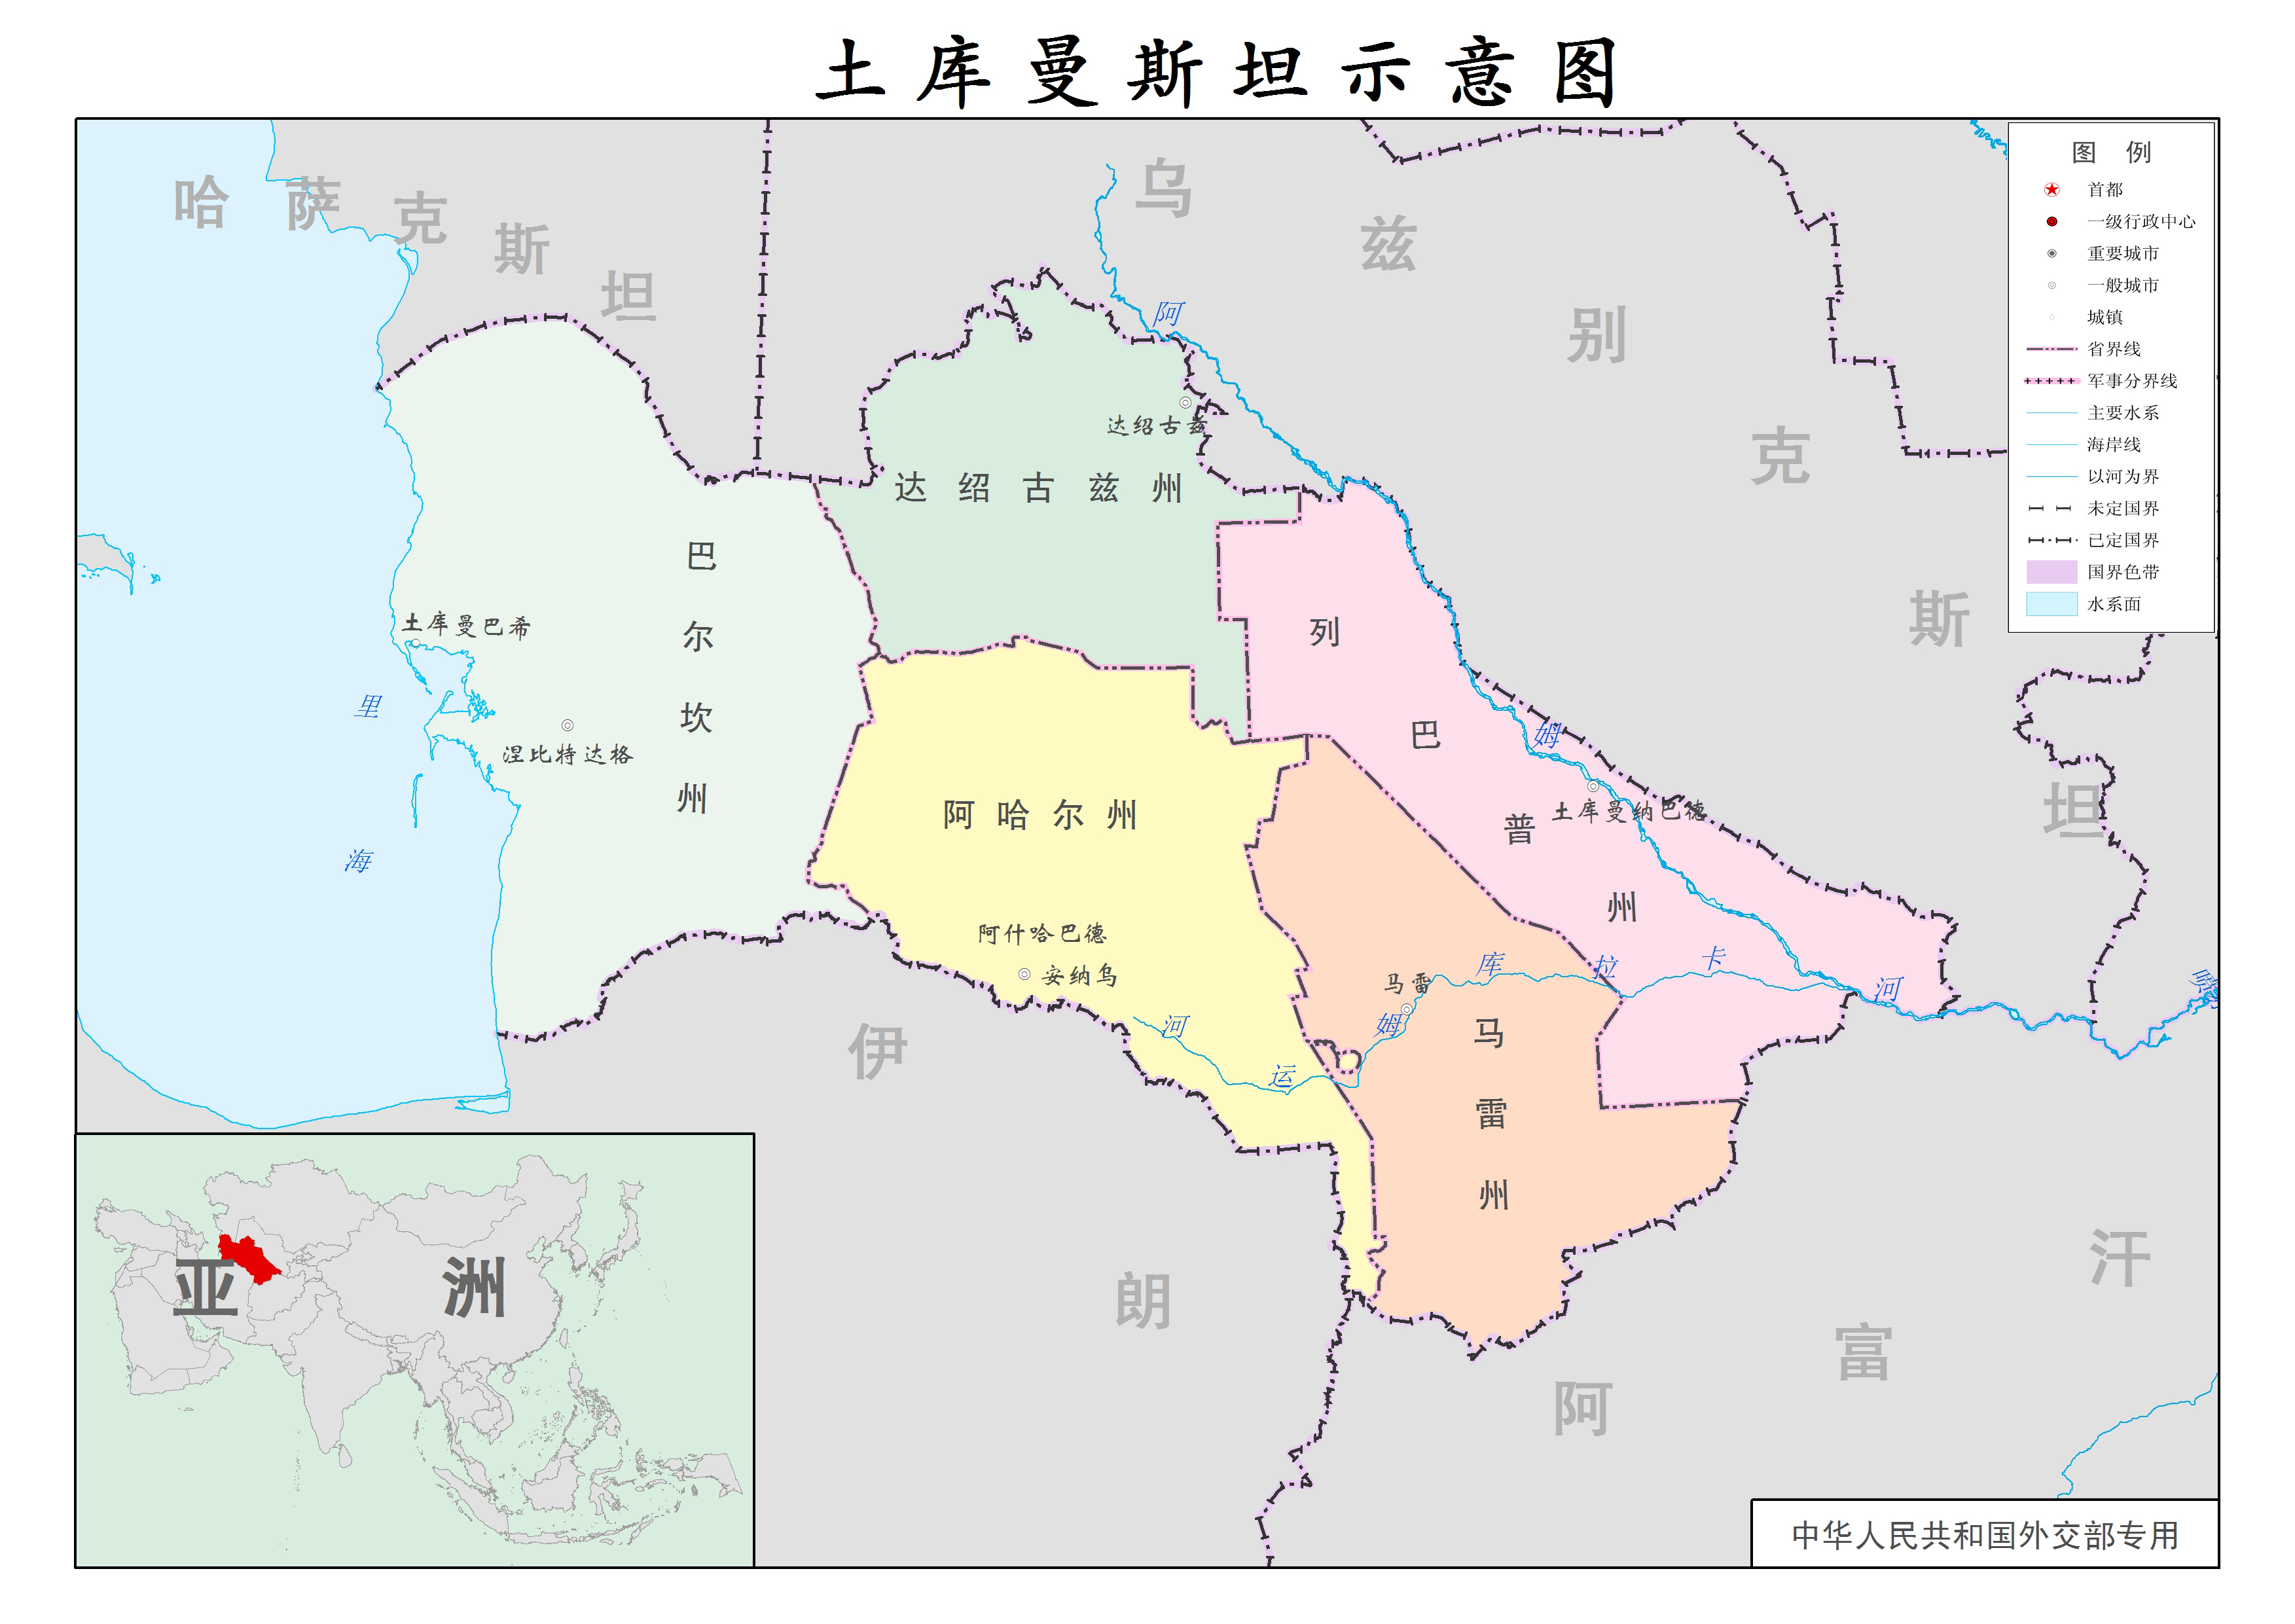 土库曼斯坦示意图
哈萨克斯坦
乌兹别克斯坦
图 例
首都
一级行政中心
重要城市
一般城市
城镇
省界线
军事分界线
主要水系
海岸线
以河为界
未定国界
已定国界
国界色带
水系面
阿姆河
达绍古兹
达绍古兹州
巴尔坎州
土库曼巴希
涅比特达格
里海
列巴普州
土库曼纳巴德
阿哈尔州
阿什哈巴德
安纳乌
马雷
马雷州
卡拉库姆运河
伊朗
阿富汗
亚洲
中华人民共和国外交部专用